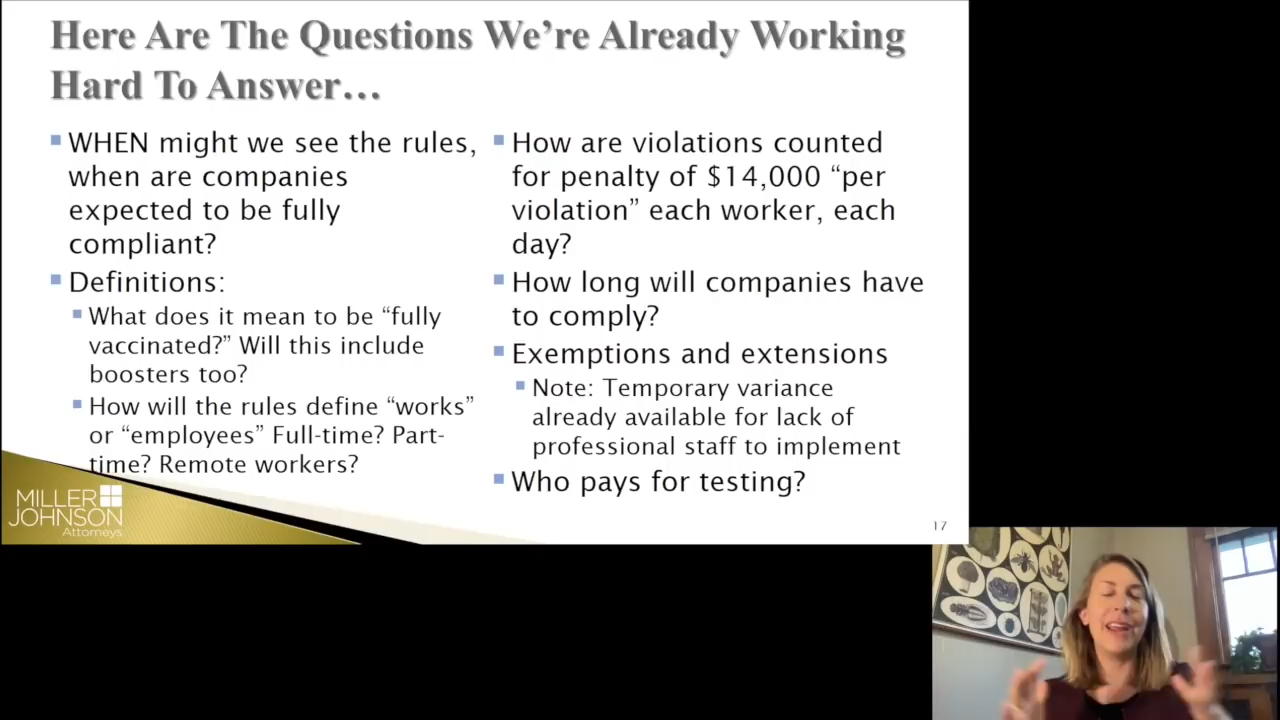 Here Are The Questions We’re Already Working
Hard To Answer…
WHEN might we see the rules,
when are companies
expected to be fully
compliant?
Definitions:
What does it mean to be “fully
vaccinated?” Will this include
boosters too?
How will the rules define “works”
or “employees” Full-time? Part-
time? Remote workers?
How are violations counted
for penalty of $14,000 “per
violation” each worker, each
day?
How long will companies have
to comply?
Exemptions and extensions
Note: Temporary variance
already available for lack of
professional staff to implement
Who pays for testing?
MILLER
JOHNSON
Attorneys
17